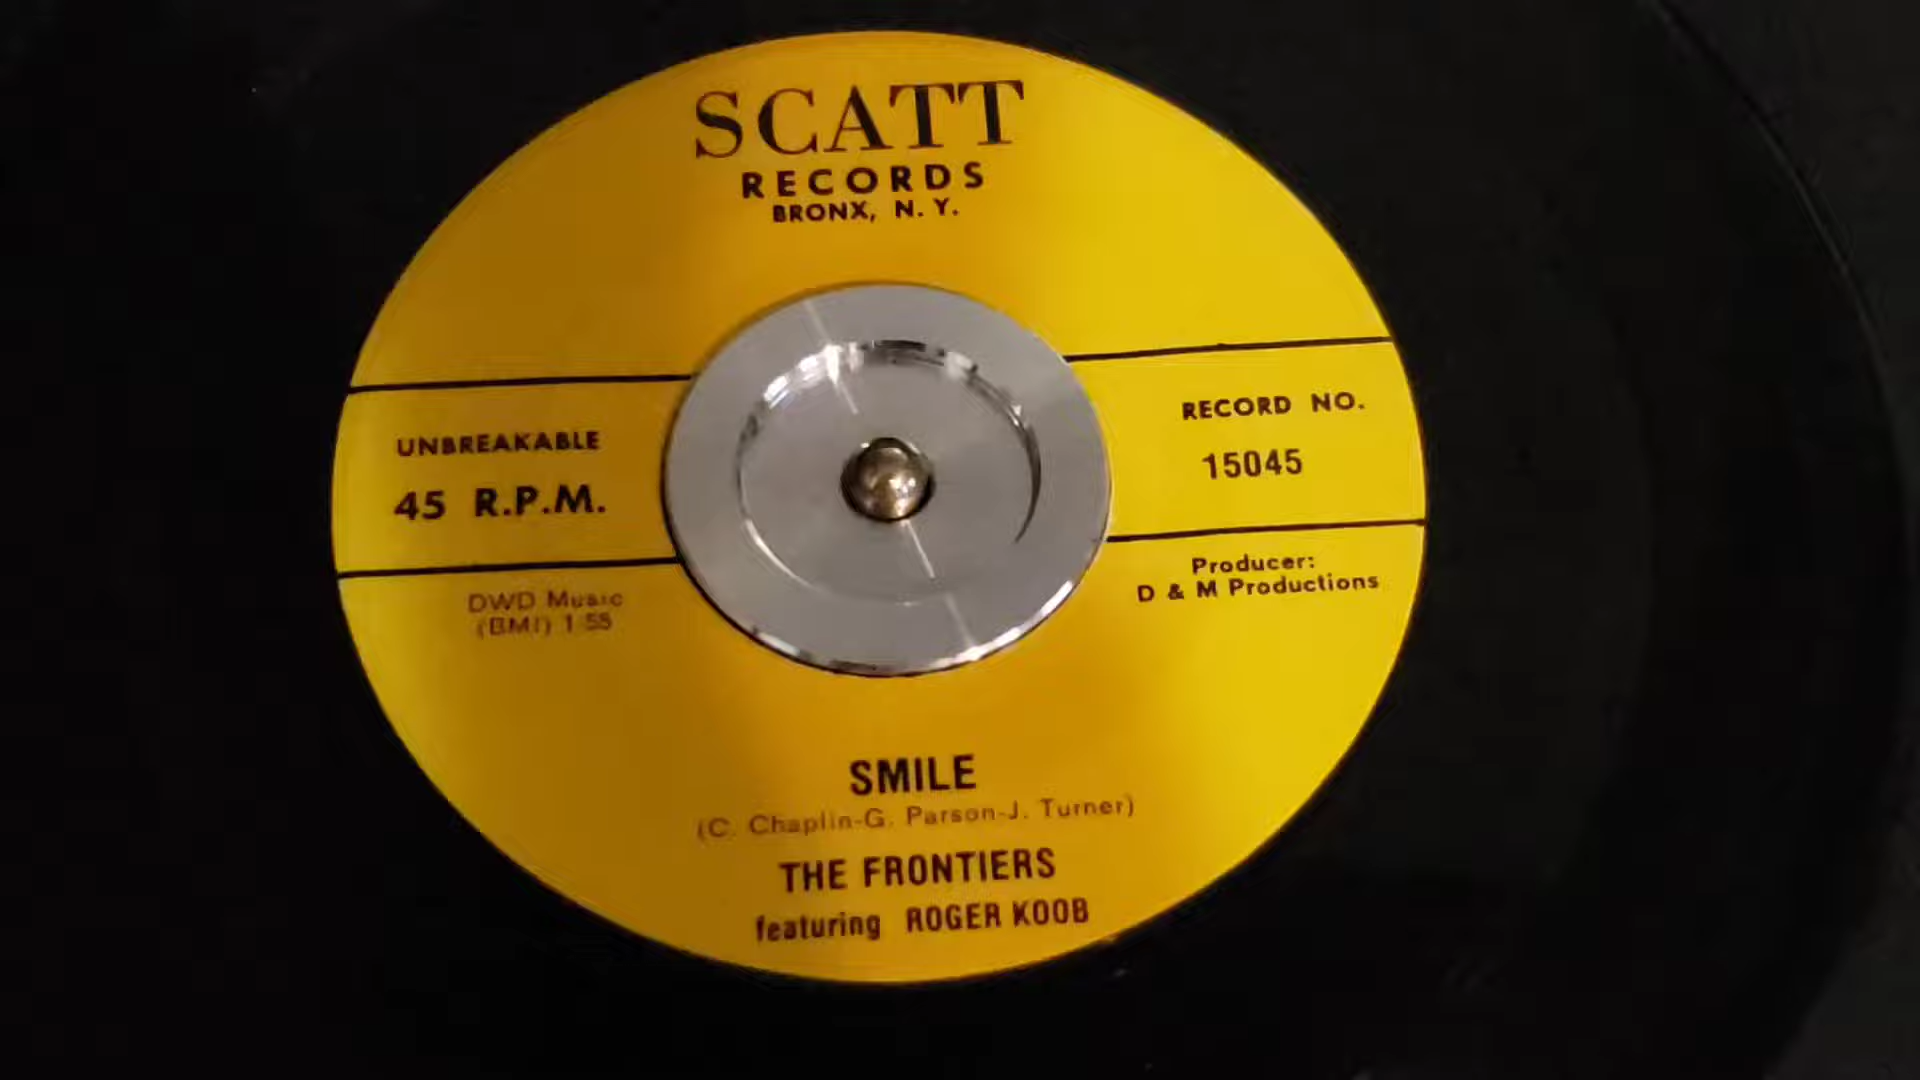 SCATT
RECORDS
BRONX, N. Y.
UNBREAKABLE
45 R.P.M.
RECORD NO.
15045
DWD Music
(BMI) 1:55
Producer:
D & M Productions
SMILE
(C. Chaplin-G. Parson-J. Turner)
THE FRONTIERS
featuring ROGER KOOB